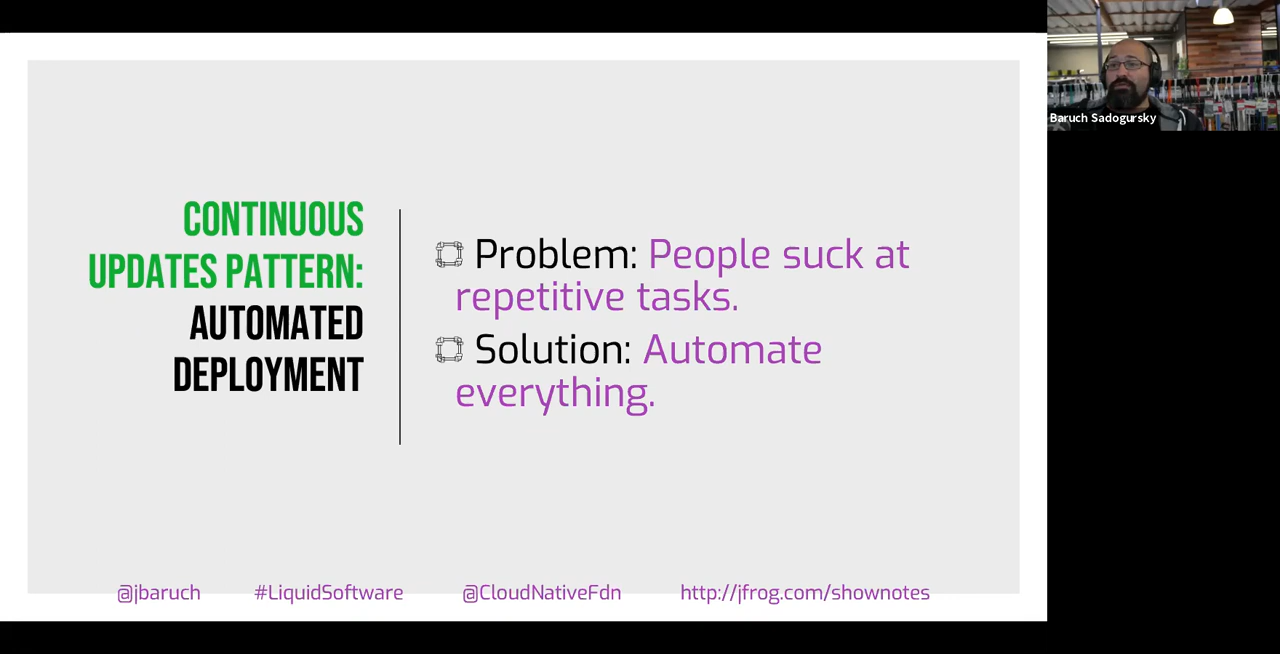 CONTINUOUS
UPDATES PATTERN:
AUTOMATED
DEPLOYMENT
Problem: People suck at
repetitive tasks.
Solution: Automate
everything.
@jbaruch #LiquidSoftware @CloudNativeFdn http://jfrog.com/shownotes
Baruch Sadogursky